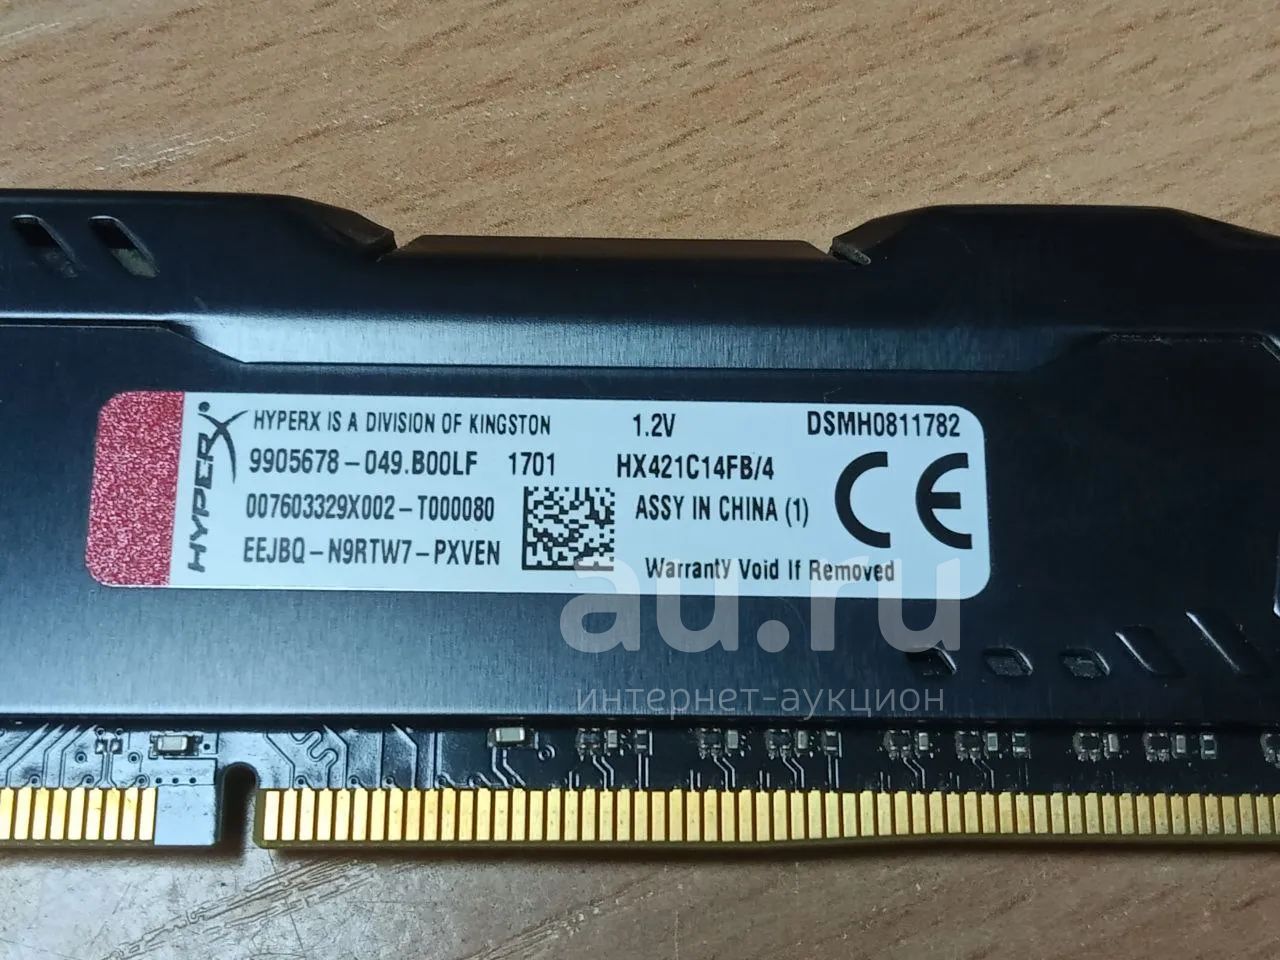 HYPERX
HYPERX IS A DIVISION OF KINGSTON 1.2V DSMH0811782
9905678-049.B00LF 1701 HX421C14FB/4
007603329X002-T000080 ASSY IN CHINA (1) CE
EEJBQ-N9RTW7-PXVEN Warranty Void If Removed
au.ru
интернет-аукцион